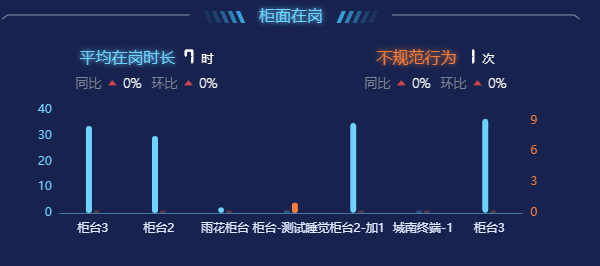 柜面在岗
平均在岗时长 7 时 不规范行为 1 次
同比 0% 环比 0% 同比 0% 环比 0%
40
30
20
10
0
9
6
3
0
柜台3 柜台2 雨花柜台 柜台-测试睡觉 柜台2-加1 城南终端-1 柜台3